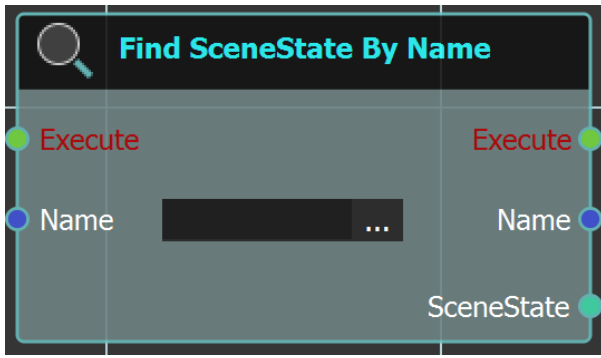 Find SceneState By Name
Execute Execute
Name ... Name
SceneState